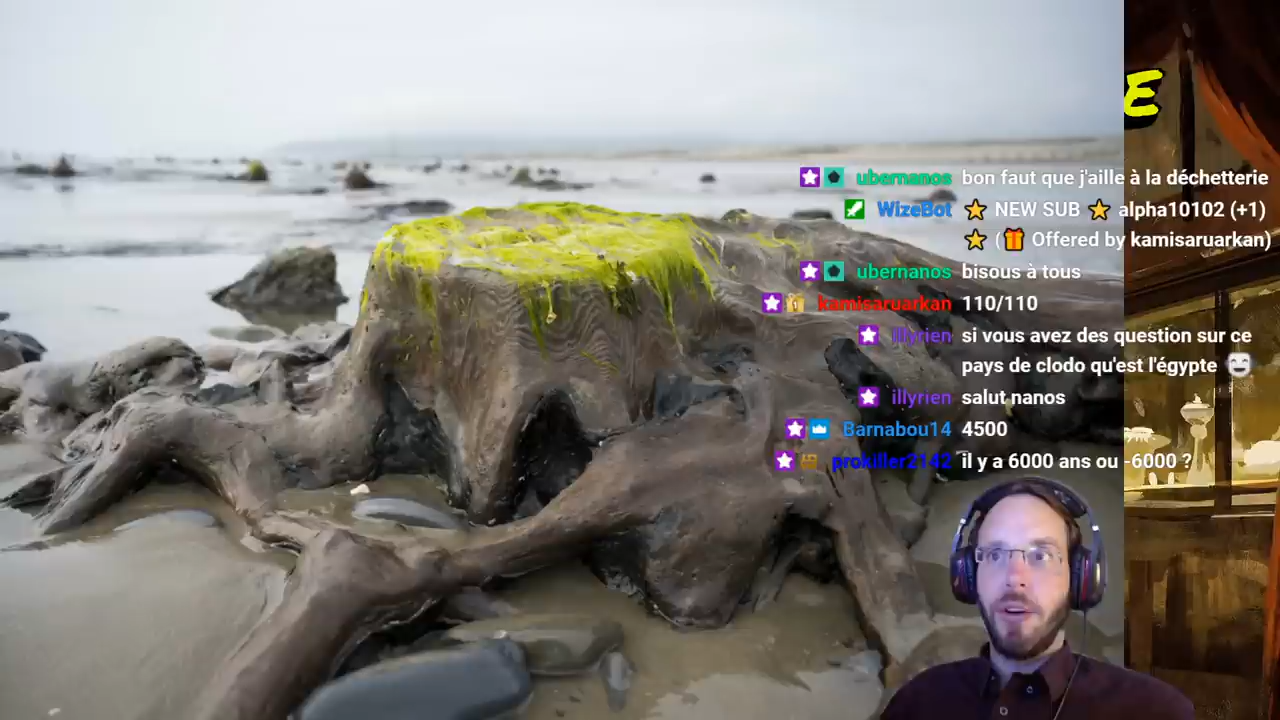 E
ubernanos bon faut que j'aille à la déchetterie
WizeBot ⭐ NEW SUB ⭐ alpha10102 (+1)
⭐ (🎁 Offered by kamisaruarkan)
ubernanos bisous à tous
kamisaruarkan 110/110
illyrien si vous avez des question sur ce
pays de clodo qu'est l'égypte
illyrien salut nanos
Barnabou14 4500
prokiller2142 il y a 6000 ans ou -6000 ?